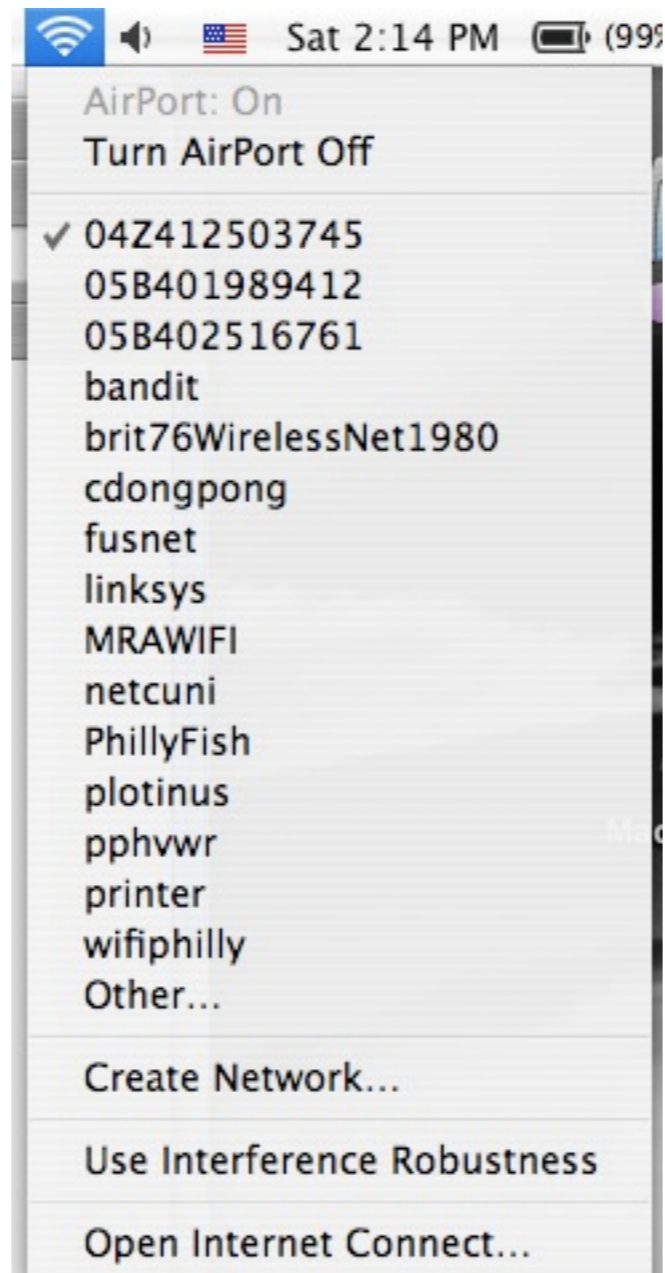 Sat 2:14 PM (99%
AirPort: On
Turn AirPort Off
✓ 04Z412503745
05B401989412
05B402516761
bandit
brit76WirelessNet1980
cdongpong
fusnet
linksys
MRAWIFI
netcuni
PhillyFish
plotinus
pphvwr
printer
wifiphilly
Other...
Create Network...
Use Interference Robustness
Open Internet Connect...